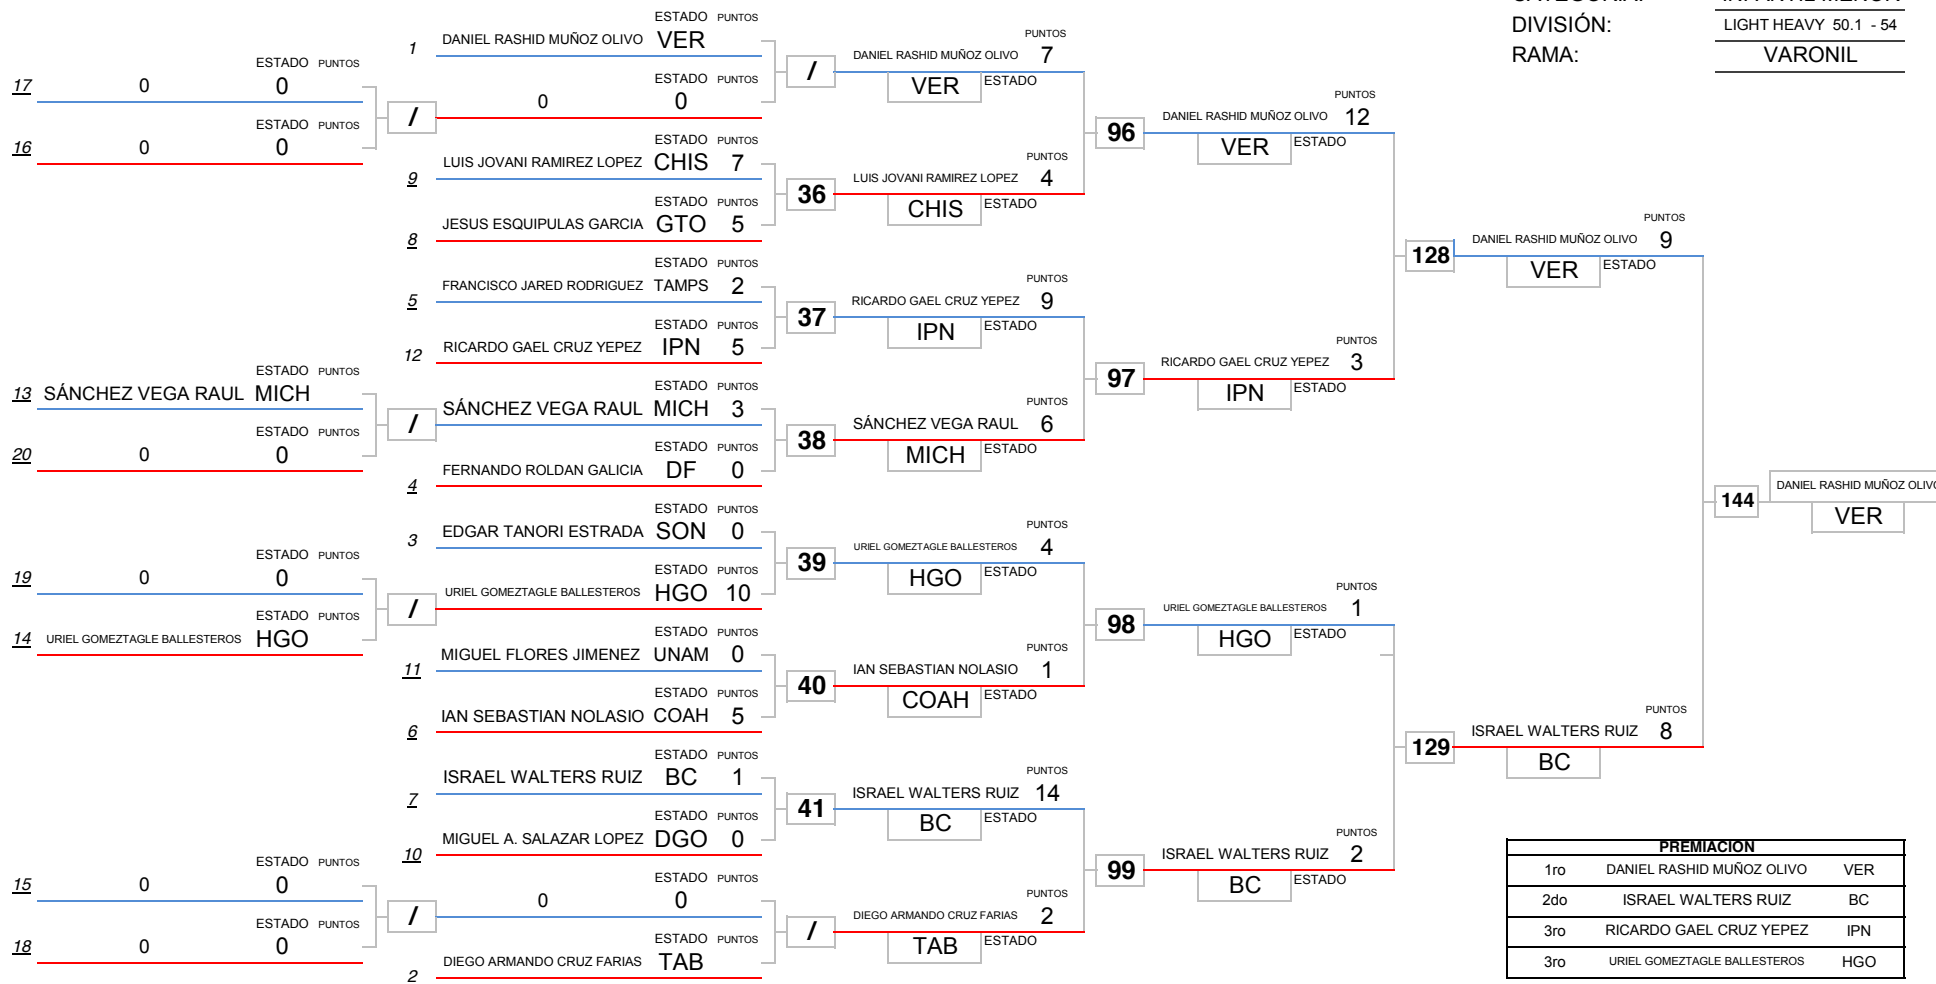 DIVISIÓN:
LIGHT HEAVY 50.1 - 54
RAMA:
VARONIL
ESTADO PUNTOS
17 0 0
ESTADO PUNTOS
16 0 0
/
ESTADO PUNTOS
13 SÁNCHEZ VEGA RAUL MICH
ESTADO PUNTOS
20 0 0
/
ESTADO PUNTOS
19 0 0
ESTADO PUNTOS
14 URIEL GOMEZTAGLE BALLESTEROS HGO
/
ESTADO PUNTOS
15 0 0
ESTADO PUNTOS
18 0 0
/
ESTADO PUNTOS
1 DANIEL RASHID MUÑOZ OLIVO VER
ESTADO PUNTOS
0 0
/
ESTADO PUNTOS
9 LUIS JOVANI RAMIREZ LOPEZ CHIS 7
ESTADO PUNTOS
8 JESUS ESQUIPULAS GARCIA GTO 5
36
ESTADO PUNTOS
5 FRANCISCO JARED RODRIGUEZ TAMPS 2
ESTADO PUNTOS
12 RICARDO GAEL CRUZ YEPEZ IPN 5
37
ESTADO PUNTOS
SÁNCHEZ VEGA RAUL MICH 3
ESTADO PUNTOS
4 FERNANDO ROLDAN GALICIA DF 0
38
ESTADO PUNTOS
3 EDGAR TANORI ESTRADA SON 0
ESTADO PUNTOS
URIEL GOMEZTAGLE BALLESTEROS HGO 10
39
ESTADO PUNTOS
11 MIGUEL FLORES JIMENEZ UNAM 0
ESTADO PUNTOS
6 IAN SEBASTIAN NOLASIO COAH 5
40
ESTADO PUNTOS
7 ISRAEL WALTERS RUIZ BC 1
ESTADO PUNTOS
10 MIGUEL A. SALAZAR LOPEZ DGO 0
41
ESTADO PUNTOS
0 0
ESTADO PUNTOS
2 DIEGO ARMANDO CRUZ FARIAS TAB
/
PUNTOS
DANIEL RASHID MUÑOZ OLIVO 7
VER ESTADO
PUNTOS
LUIS JOVANI RAMIREZ LOPEZ 4
CHIS ESTADO
96
PUNTOS
RICARDO GAEL CRUZ YEPEZ 9
IPN ESTADO
PUNTOS
SÁNCHEZ VEGA RAUL 6
MICH ESTADO
97
PUNTOS
URIEL GOMEZTAGLE BALLESTEROS 4
HGO ESTADO
PUNTOS
IAN SEBASTIAN NOLASIO 1
COAH ESTADO
98
PUNTOS
ISRAEL WALTERS RUIZ 14
BC ESTADO
PUNTOS
DIEGO ARMANDO CRUZ FARIAS 2
TAB ESTADO
99
PUNTOS
DANIEL RASHID MUÑOZ OLIVO 12
VER ESTADO
PUNTOS
RICARDO GAEL CRUZ YEPEZ 3
IPN ESTADO
128
PUNTOS
URIEL GOMEZTAGLE BALLESTEROS 1
HGO ESTADO
PUNTOS
ISRAEL WALTERS RUIZ 2
BC ESTADO
129
PUNTOS
DANIEL RASHID MUÑOZ OLIVO 9
VER ESTADO
PUNTOS
ISRAEL WALTERS RUIZ 8
BC
144
DANIEL RASHID MUÑOZ OLIVO
VER
PREMIACION
1ro DANIEL RASHID MUÑOZ OLIVO VER
2do ISRAEL WALTERS RUIZ BC
3ro RICARDO GAEL CRUZ YEPEZ IPN
3ro URIEL GOMEZTAGLE BALLESTEROS HGO